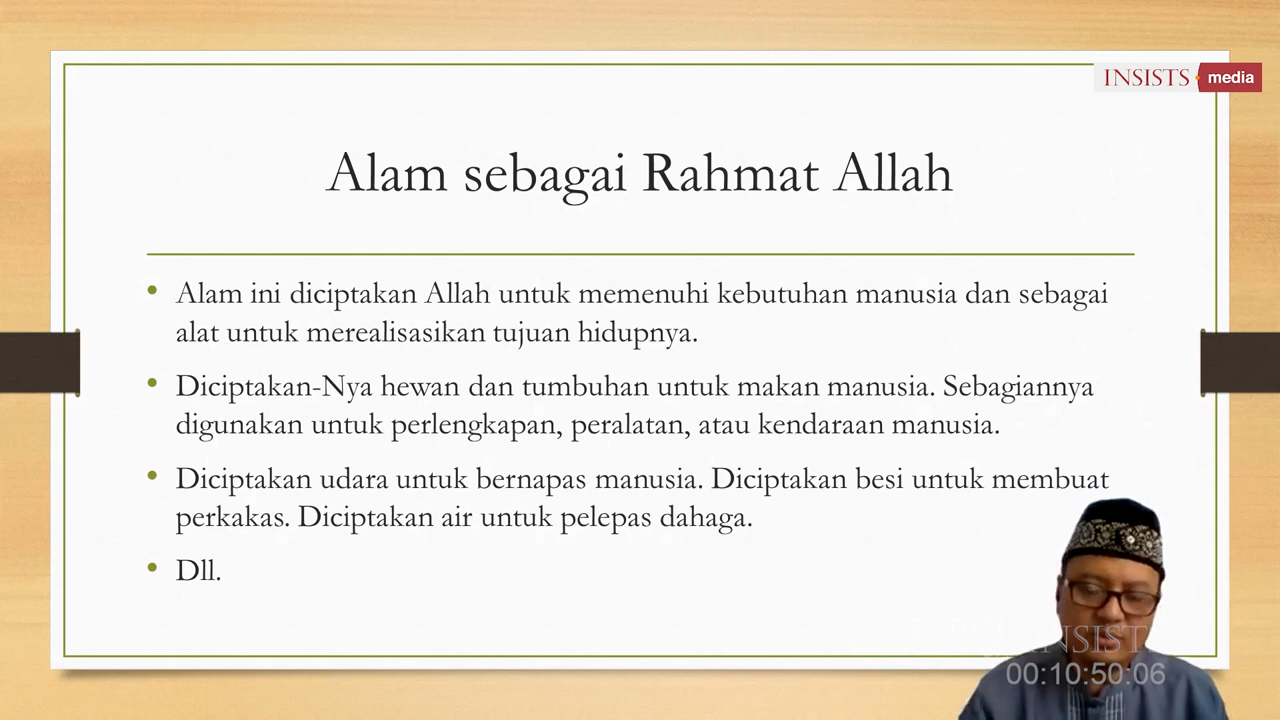 INSISTS media
Alam sebagai Rahmat Allah
• Alam ini diciptakan Allah untuk memenuhi kebutuhan manusia dan sebagai
alat untuk merealisasikan tujuan hidupnya.
• Diciptakan-Nya hewan dan tumbuhan untuk makan manusia. Sebagiannya
digunakan untuk perlengkapan, peralatan, atau kendaraan manusia.
• Diciptakan udara untuk bernapas manusia. Diciptakan besi untuk membuat
perkakas. Diciptakan air untuk pelepas dahaga.
• Dll.
INSIST
00:10:50:06